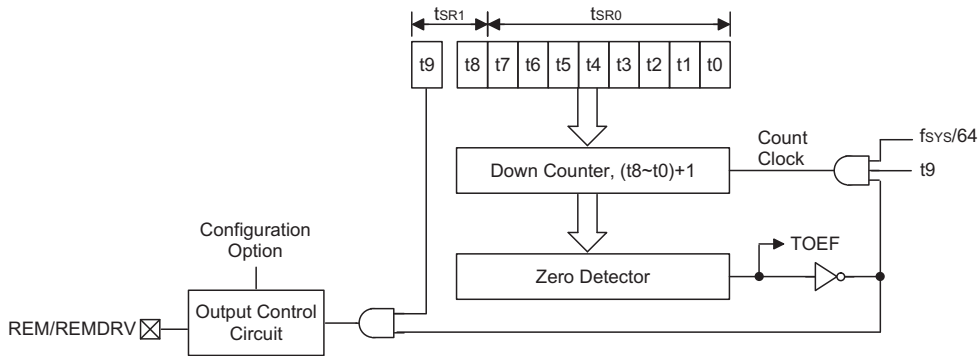 tSR1 tSR0
t9 t8 t7 t6 t5 t4 t3 t2 t1 t0
Count
Clock
fSYS/64
t9
Down Counter, (t8~t0)+1
Configuration
Option
TOEF
Zero Detector
Output Control
Circuit
REM/REMDRV